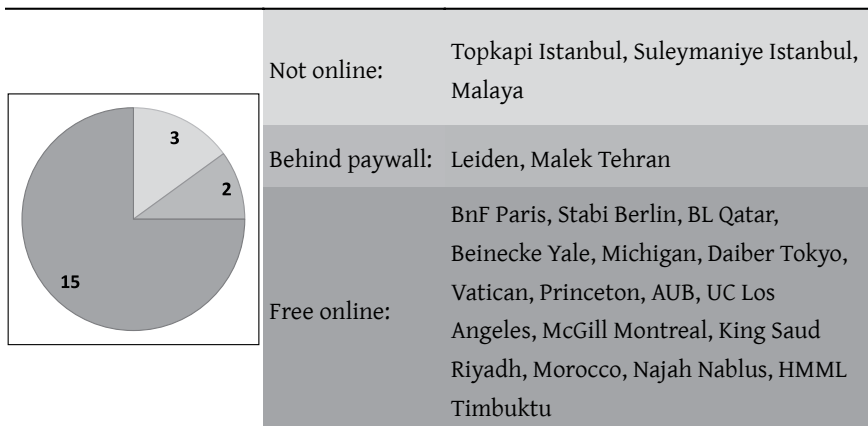 3
2
15
Not online:
Topkapi Istanbul, Suleymaniye Istanbul,
Malaya
Behind paywall:
Leiden, Malek Tehran
Free online:
BnF Paris, Stabi Berlin, BL Qatar,
Beinecke Yale, Michigan, Daiber Tokyo,
Vatican, Princeton, AUB, UC Los
Angeles, McGill Montreal, King Saud
Riyadh, Morocco, Najah Nablus, HMML
Timbuktu